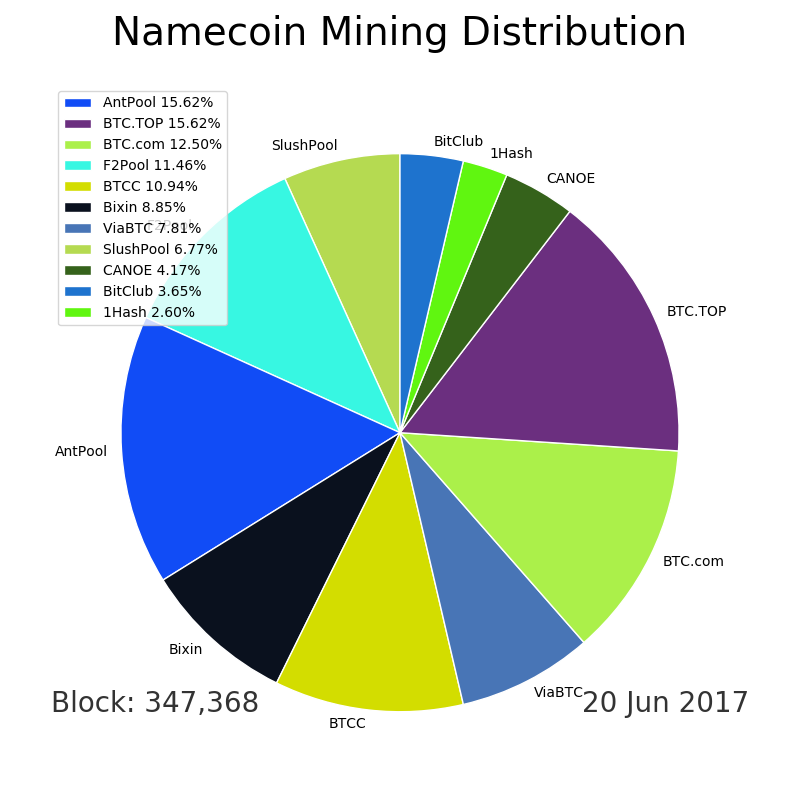 Namecoin Mining Distribution
AntPool 15.62%
BTC.TOP 15.62%
BTC.com 12.50%
F2Pool 11.46%
BTCC 10.94%
Bixin 8.85%
ViaBTC 7.81%
SlushPool 6.77%
CANOE 4.17%
BitClub 3.65%
1Hash 2.60%
BitClub
1Hash
CANOE
SlushPool
F2Pool
BTC.TOP
AntPool
BTC.com
Bixin
ViaBTC
BTCC
Block: 347,368
20 Jun 2017